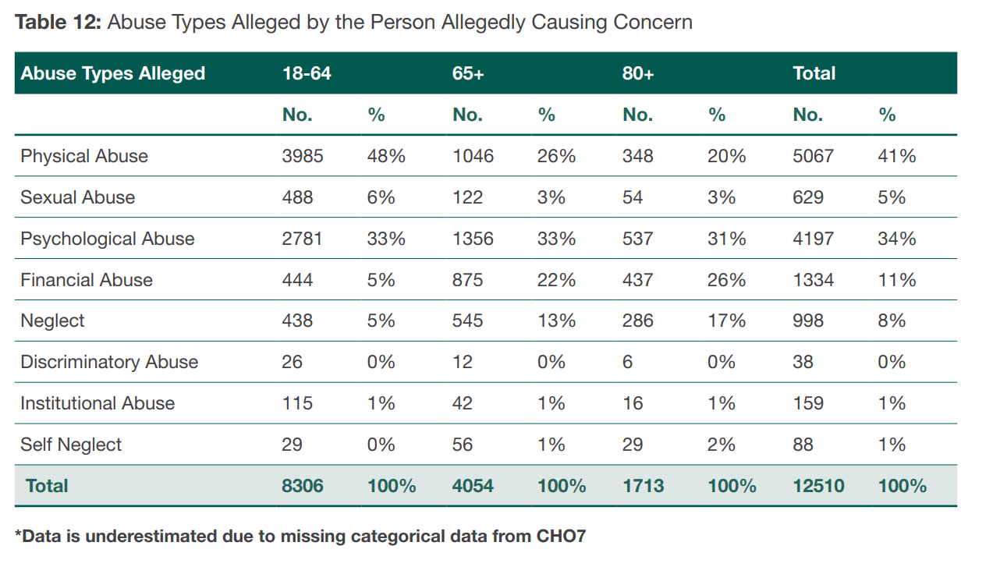 Table 12: Abuse Types Alleged by the Person Allegedly Causing Concern
Abuse Types Alleged 18-64 65+ 80+ Total
No. % No. % No. % No. %
Physical Abuse 3985 48% 1046 26% 348 20% 5067 41%
Sexual Abuse 488 6% 122 3% 54 3% 629 5%
Psychological Abuse 2781 33% 1356 33% 537 31% 4197 34%
Financial Abuse 444 5% 875 22% 437 26% 1334 11%
Neglect 438 5% 545 13% 286 17% 998 8%
Discriminatory Abuse 26 0% 12 0% 6 0% 38 0%
Institutional Abuse 115 1% 42 1% 16 1% 159 1%
Self Neglect 29 0% 56 1% 29 2% 88 1%
Total 8306 100% 4054 100% 1713 100% 12510 100%
*Data is underestimated due to missing categorical data from CHO7